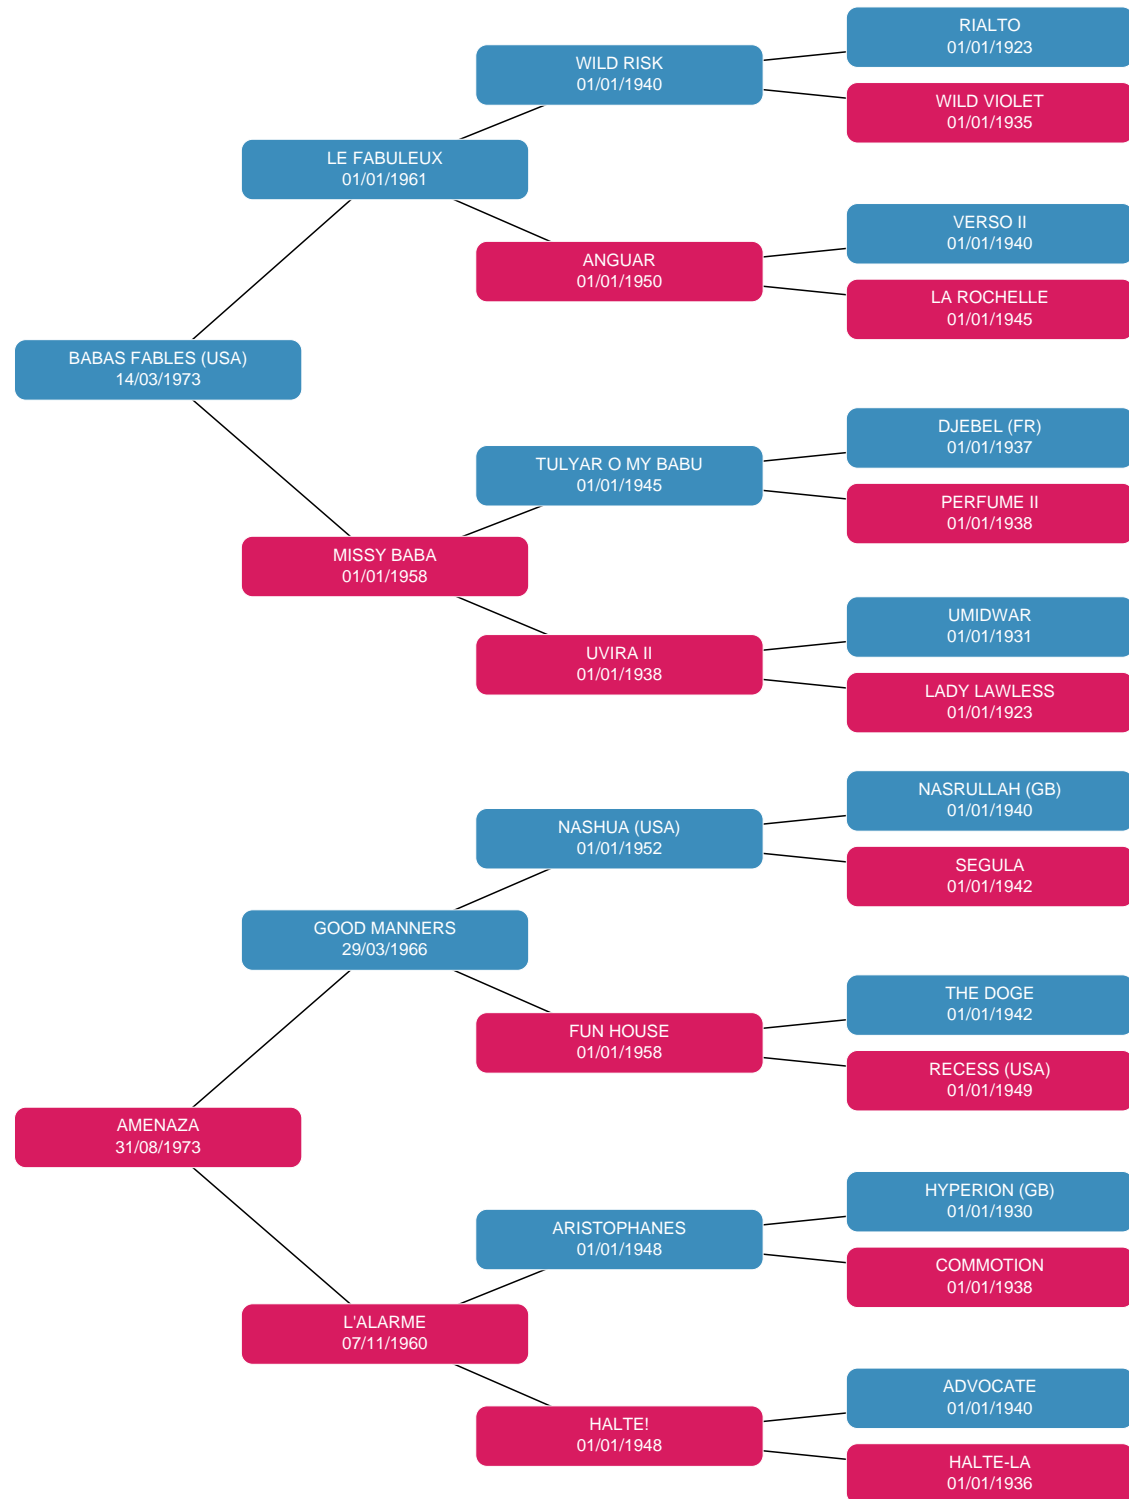 RIALTO
01/01/1923
WILD RISK
01/01/1940
WILD VIOLET
01/01/1935
LE FABULEUX
01/01/1961
VERSO II
01/01/1940
ANGUAR
01/01/1950
LA ROCHELLE
01/01/1945
BABAS FABLES (USA)
14/03/1973
DJEBEL (FR)
01/01/1937
TULYAR O MY BABU
01/01/1945
PERFUME II
01/01/1938
MISSY BABA
01/01/1958
UMIDWAR
01/01/1931
UVIRA II
01/01/1938
LADY LAWLESS
01/01/1923
NASRULLAH (GB)
01/01/1940
NASHUA (USA)
01/01/1952
SEGULA
01/01/1942
GOOD MANNERS
29/03/1966
THE DOGE
01/01/1942
FUN HOUSE
01/01/1958
RECESS (USA)
01/01/1949
AMENAZA
31/08/1973
HYPERION (GB)
01/01/1930
ARISTOPHANES
01/01/1948
COMMOTION
01/01/1938
L'ALARME
07/11/1960
ADVOCATE
01/01/1940
HALTE!
01/01/1948
HALTE-LA
01/01/1936